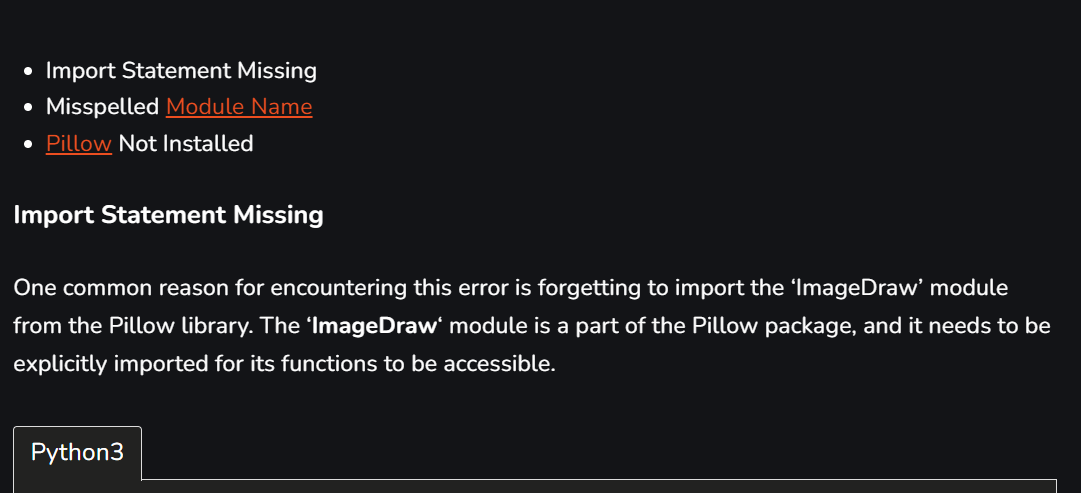 Import Statement Missing
Misspelled Module Name
Pillow Not Installed
Import Statement Missing
One common reason for encountering this error is forgetting to import the ‘ImageDraw’ module
from the Pillow library. The ‘ImageDraw‘ module is a part of the Pillow package, and it needs to be
explicitly imported for its functions to be accessible.
Python3